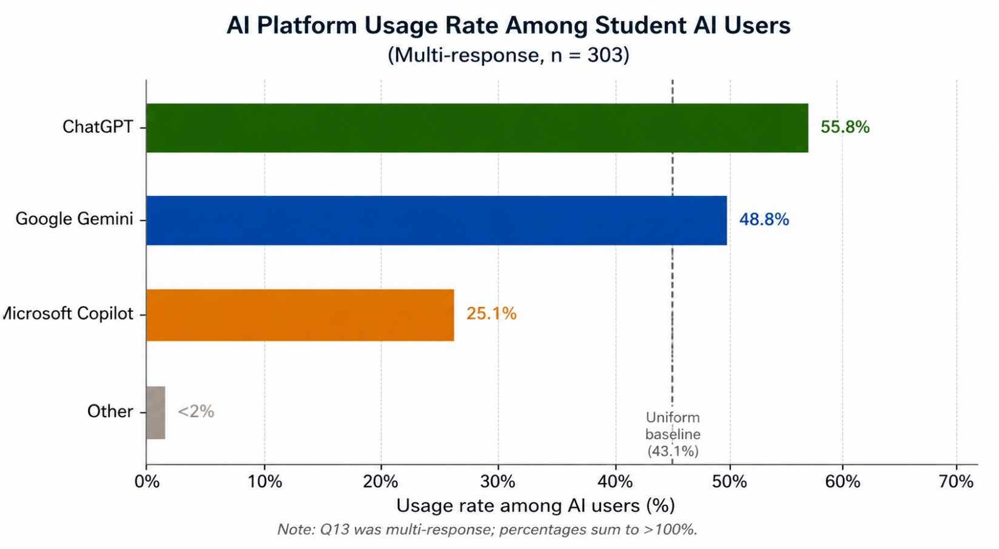 AI Platform Usage Rate Among Student AI Users
(Multi-response, n = 303)
ChatGPT
55.8%
Google Gemini
48.8%
Microsoft Copilot
25.1%
Other
<2%
Uniform
baseline
(43.1%)
0% 10% 20% 30% 40% 50% 60% 70%
Usage rate among AI users (%)
Note: Q13 was multi-response; percentages sum to >100%.